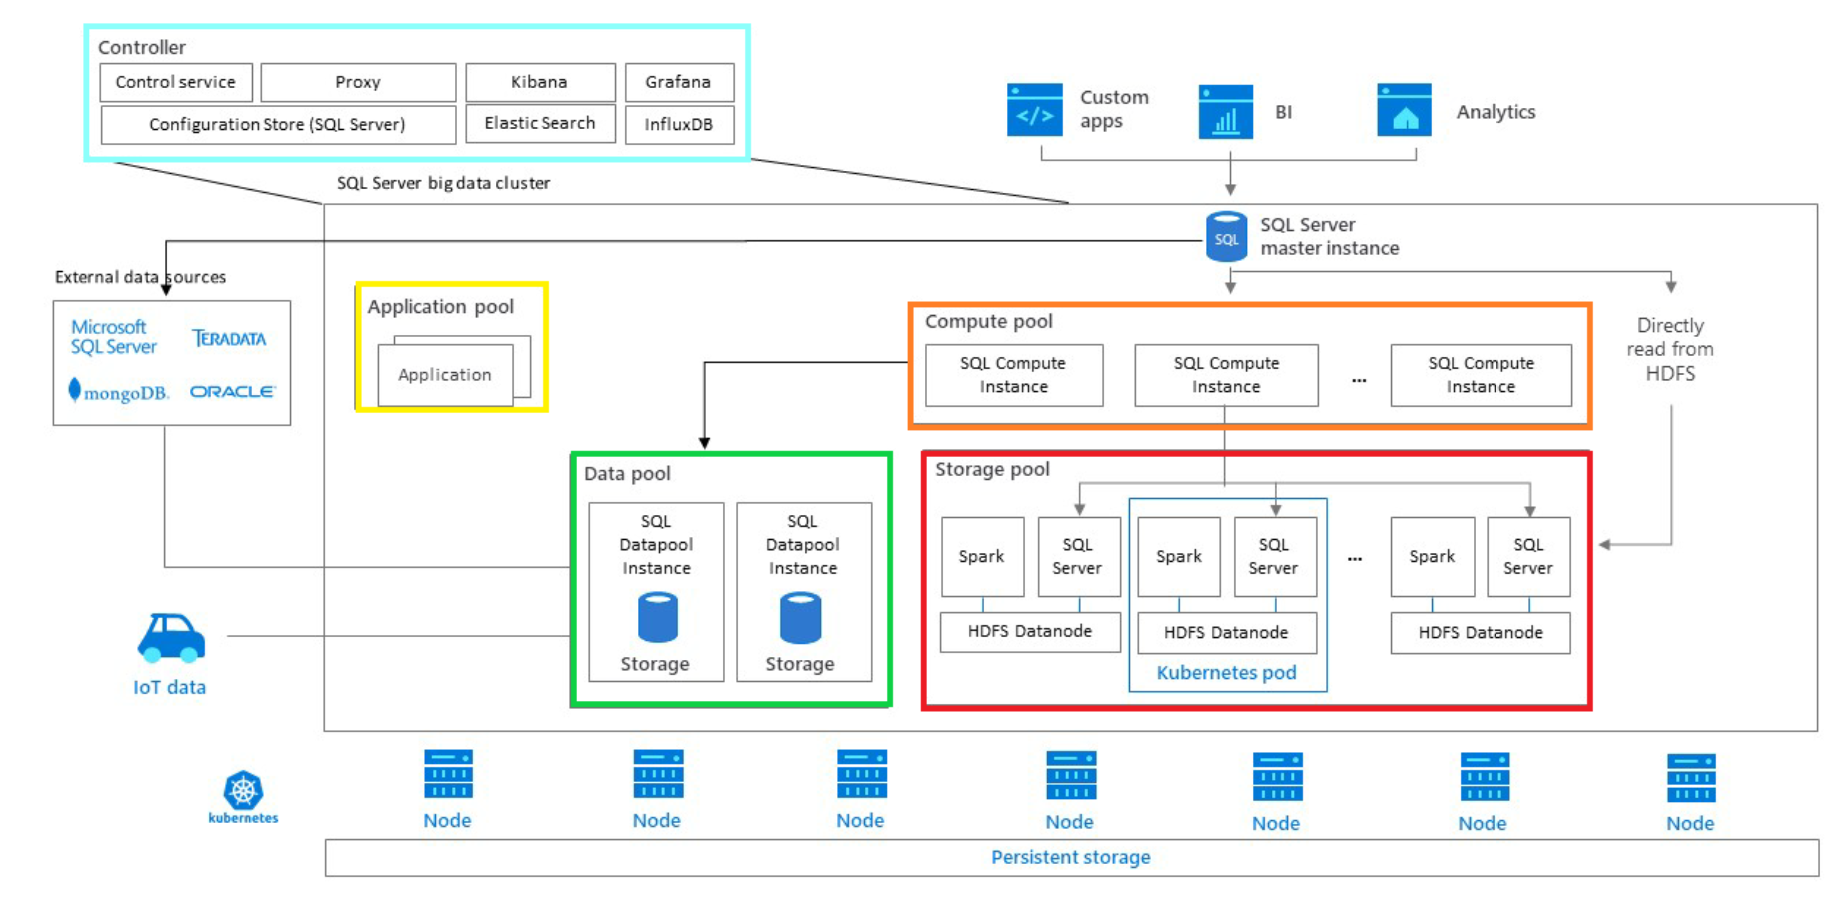 Controller
Control service
Proxy
Kibana
Grafana
Configuration Store (SQL Server)
Elastic Search
InfluxDB
Custom
apps
BI
Analytics
SQL Server big data cluster
SQL
SQL Server
master instance
External data sources
Microsoft
SQL Server
TERADATA
mongoDB.
ORACLE
Application pool
Application
Compute pool
SQL Compute
Instance
SQL Compute
Instance
...
SQL Compute
Instance
Directly
read from
HDFS
Data pool
SQL
Datapool
Instance
Storage
SQL
Datapool
Instance
Storage
Storage pool
Spark
SQL
Server
HDFS Datanode
Spark
SQL
Server
HDFS Datanode
Kubernetes pod
...
Spark
SQL
Server
HDFS Datanode
IoT data
kubernetes
Node
Node
Node
Node
Node
Node
Node
Persistent storage